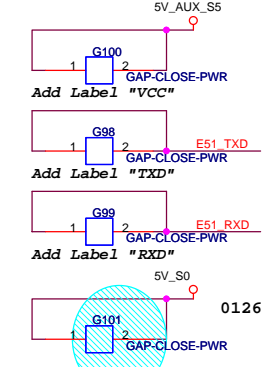 5V_AUX_S5
G100
1 2
GAP-CLOSE-PWR
Add Label "VCC"
G98
E51_TXD
1 2
GAP-CLOSE-PWR
Add Label "TXD"
G99
E51_RXD
1 2
GAP-CLOSE-PWR
Add Label "RXD"
5V_S0
0126
G101
1 2
GAP-CLOSE-PWR